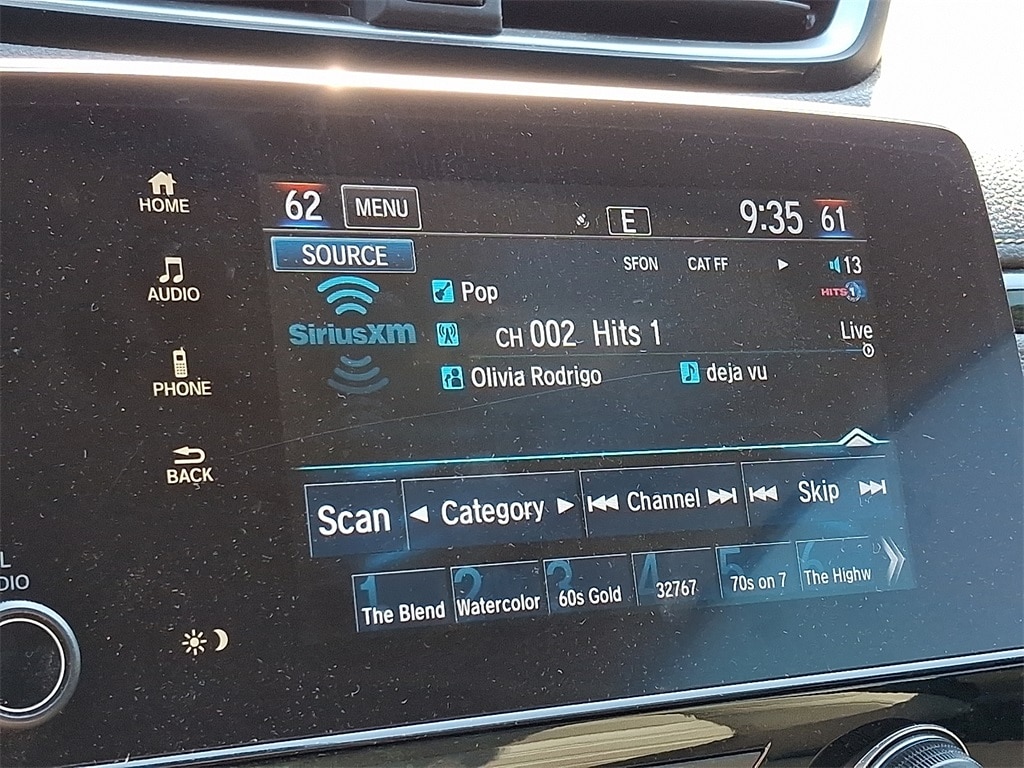 HOME
62 MENU E 9:35 61
SOURCE
SFON CAT FF 13
AUDIO
SiriusXM
Pop
HITS 1
CH 002 Hits 1
Live
PHONE
Olivia Rodrigo deja vu
BACK
Scan Category Channel Skip
1 2 3 4 5 6
The Blend Watercolor 60s Gold 32767 70s on 7 The Highw